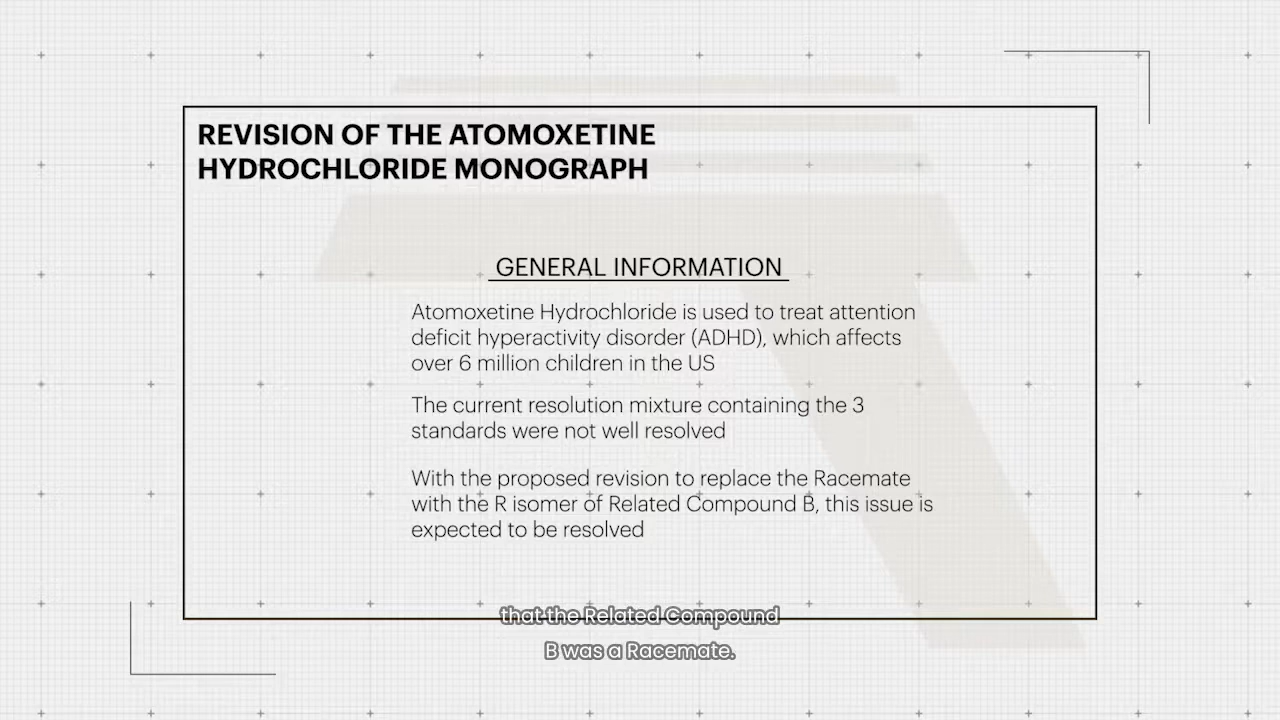 REVISION OF THE ATOMOXETINE
HYDROCHLORIDE MONOGRAPH
GENERAL INFORMATION
Atomoxetine Hydrochloride is used to treat attention
deficit hyperactivity disorder (ADHD), which affects
over 6 million children in the US
The current resolution mixture containing the 3
standards were not well resolved
With the proposed revision to replace the Racemate
with the R isomer of Related Compound B, this issue is
expected to be resolved
that the Related Compound
B was a Racemate.